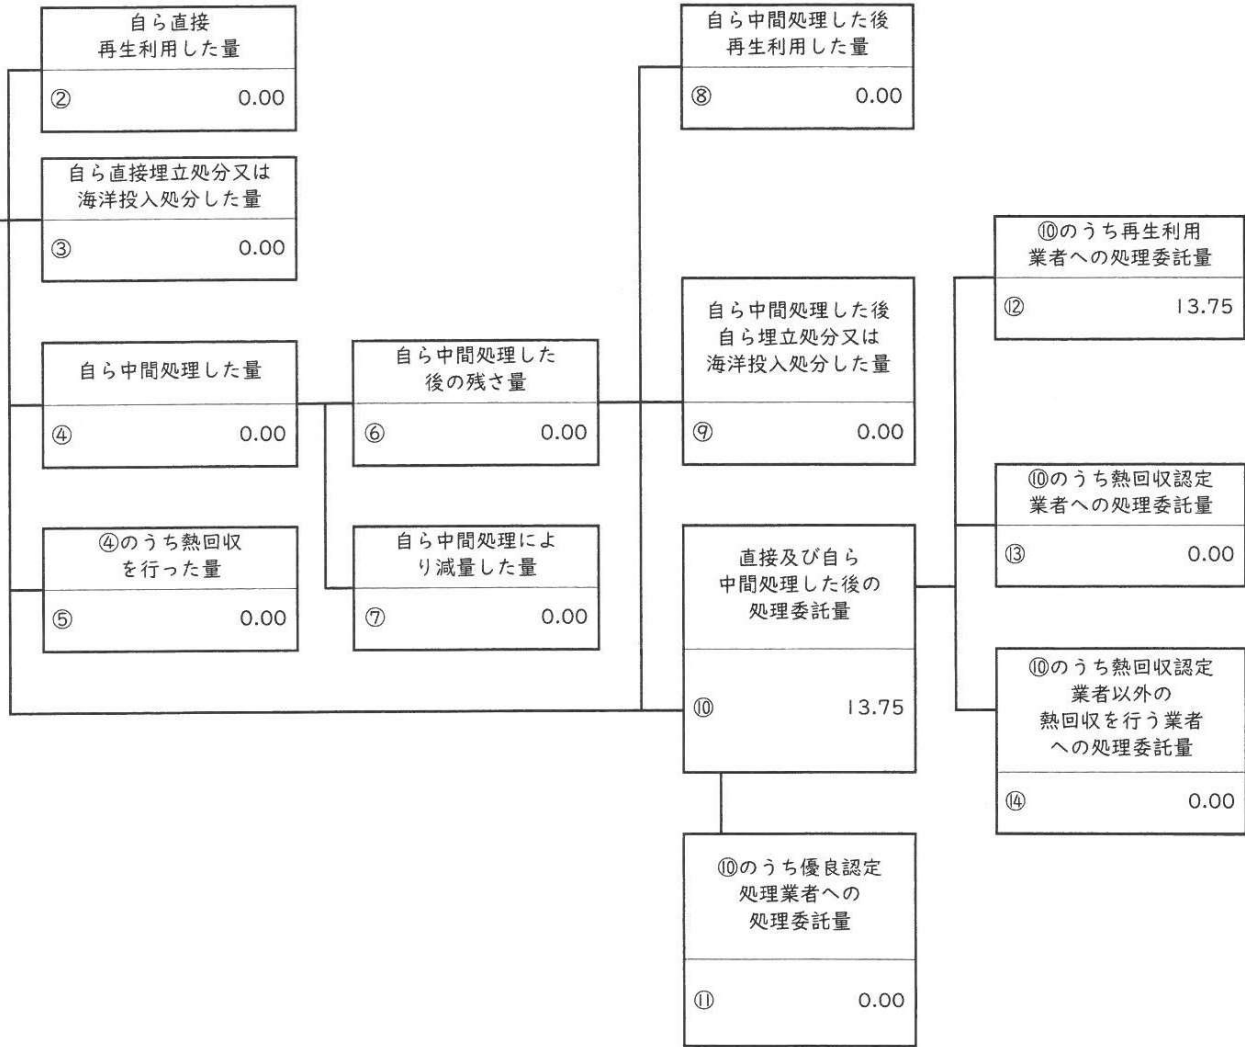 自ら直接
再生利用した量
② 0.00
自ら直接埋立処分又は
海洋投入処分した量
③ 0.00
自ら中間処理した量
④ 0.00
④のうち熱回収
を行った量
⑤ 0.00
自ら中間処理した
後の残さ量
⑥ 0.00
自ら中間処理によ
り減量した量
⑦ 0.00
自ら中間処理した後
再生利用した量
⑧ 0.00
自ら中間処理した後
自ら埋立処分又は
海洋投入処分した量
⑨ 0.00
直接及び自ら
中間処理した後の
処理委託量
⑩ 13.75
⑩のうち優良認定
処理業者への
処理委託量
⑪ 0.00
⑩のうち再生利用
業者への処理委託量
⑫ 13.75
⑩のうち熱回収認定
業者への処理委託量
⑬ 0.00
⑩のうち熱回収認定
業者以外の
熱回収を行う業者
への処理委託量
⑭ 0.00